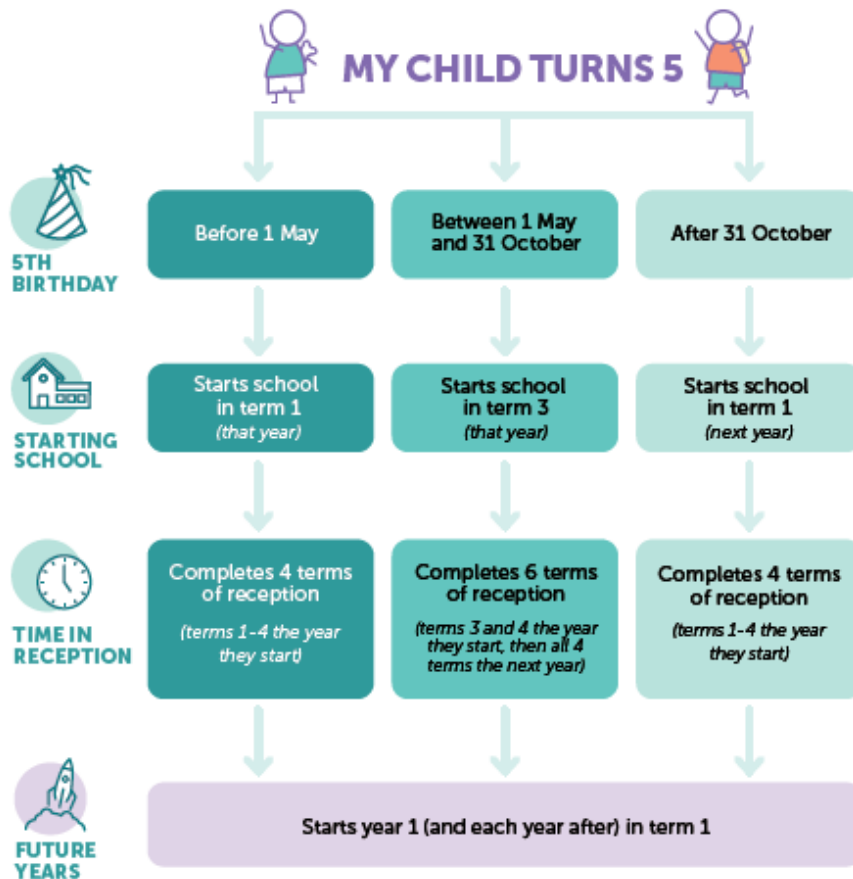 MY CHILD TURNS 5
5TH
BIRTHDAY
Before 1 May
Between 1 May
and 31 October
After 31 October
STARTING
SCHOOL
Starts school
in term 1
(that year)
Starts school
in term 3
(that year)
Starts school
in term 1
(next year)
TIME IN
RECEPTION
Completes 4 terms
of reception
(terms 1-4 the year
they start)
Completes 6 terms
of reception
(terms 3 and 4 the year
they start, then all 4
terms the next year)
Completes 4 terms
of reception
(terms 1-4 the year
they start)
FUTURE
YEARS
Starts year 1 (and each year after) in term 1